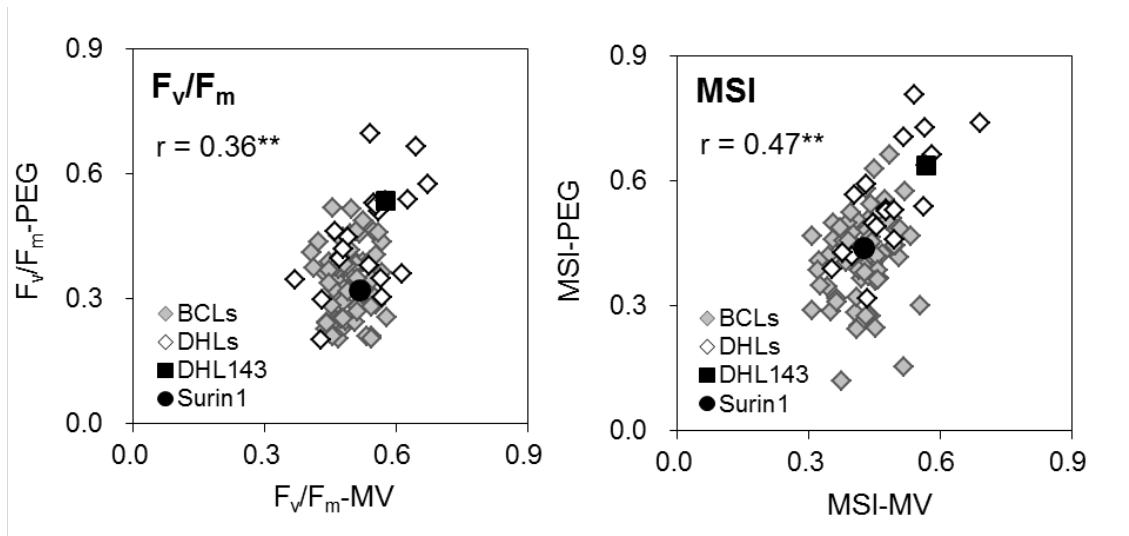 0.9
0.6
0.3
0.0
Fv/Fm-PEG
Fv/Fm
r = 0.36**
BCLs
DHLs
DHL143
Surin1
0.0 0.3 0.6 0.9
Fv/Fm-MV
0.9
0.6
0.3
0.0
MSI-PEG
MSI
r = 0.47**
BCLs
DHLs
DHL143
Surin1
0.0 0.3 0.6 0.9
MSI-MV